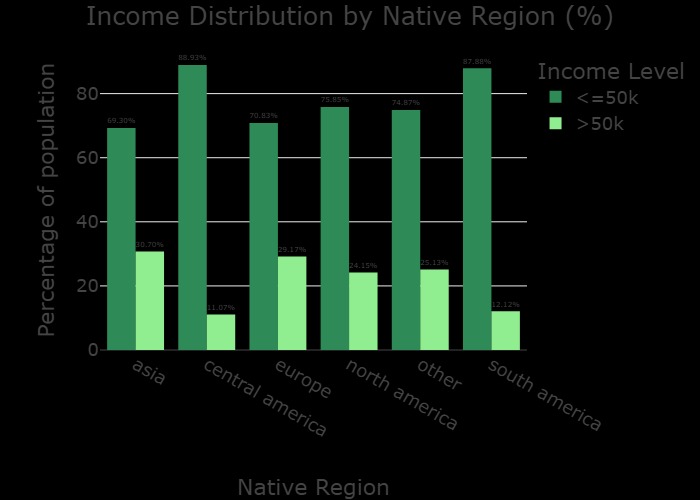 Income Distribution by Native Region (%)
Income Level
<=50k
>50k
Percentage of population
80
60
40
20
0
69.30%
30.70%
88.93%
11.07%
70.83%
29.17%
75.85%
24.15%
74.87%
25.13%
87.88%
12.12%
asia
central america
europe
north america
other
south america
Native Region